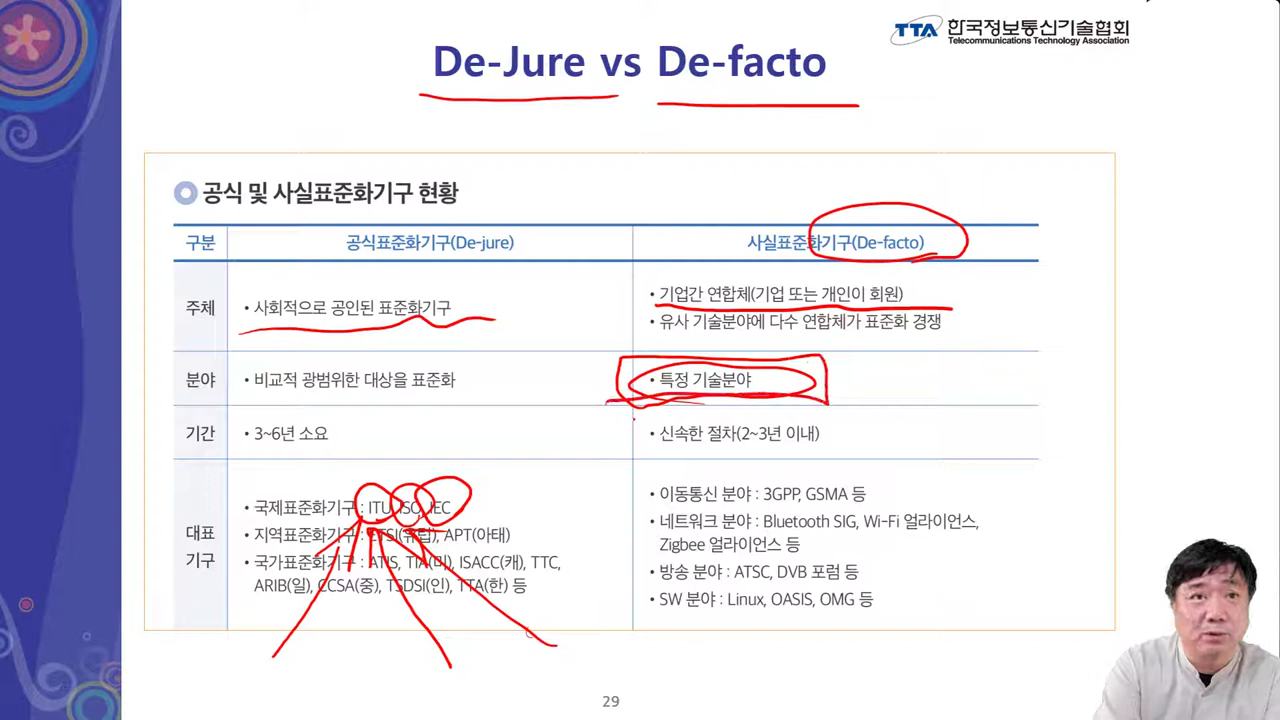 TTA 한국정보통신기술협회
Telecommunications Technology Association
De-Jure vs De-facto
공식 및 사실표준화기구 현황
구분 공식표준화기구(De-jure) 사실표준화기구(De-facto)
주체
• 사회적으로 공인된 표준화기구
• 기업간 연합체(기업 또는 개인이 회원)
• 유사 기술분야에 다수 연합체가 표준화 경쟁
분야 • 비교적 광범위한 대상을 표준화 • 특정 기술분야
기간 • 3~6년 소요 • 신속한 절차(2~3년 이내)
대표
기구
• 국제표준화기구 : ITU, ISO, IEC
• 지역표준화기구 : ETSI(유럽), APT(아태)
• 국가표준화기구 : ATIS, TIA(미), ISACC(캐), TTC,
ARIB(일), CCSA(중), TSDSI(인), TTA(한) 등
• 이동통신 분야 : 3GPP, GSMA 등
• 네트워크 분야 : Bluetooth SIG, Wi-Fi 얼라이언스,
Zigbee 얼라이언스 등
• 방송 분야 : ATSC, DVB 포럼 등
• SW 분야 : Linux, OASIS, OMG 등
29